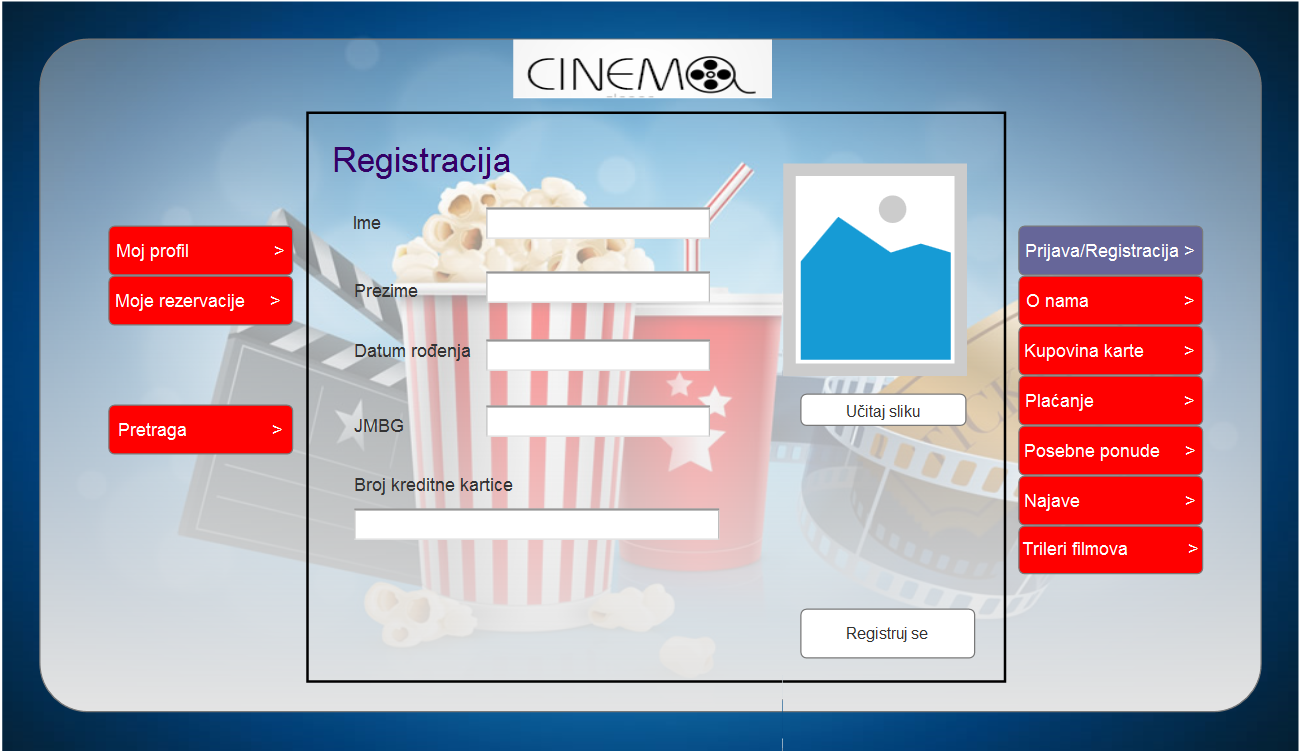 CINEMA
Registracija
Ime
Prezime
Datum rođenja
JMBG
Broj kreditne kartice
Učitaj sliku
Registruj se
Moj profil >
Moje rezervacije >
Pretraga >
Prijava/Registracija >
O nama >
Kupovina karte >
Plaćanje >
Posebne ponude >
Najave >
Trileri filmova >